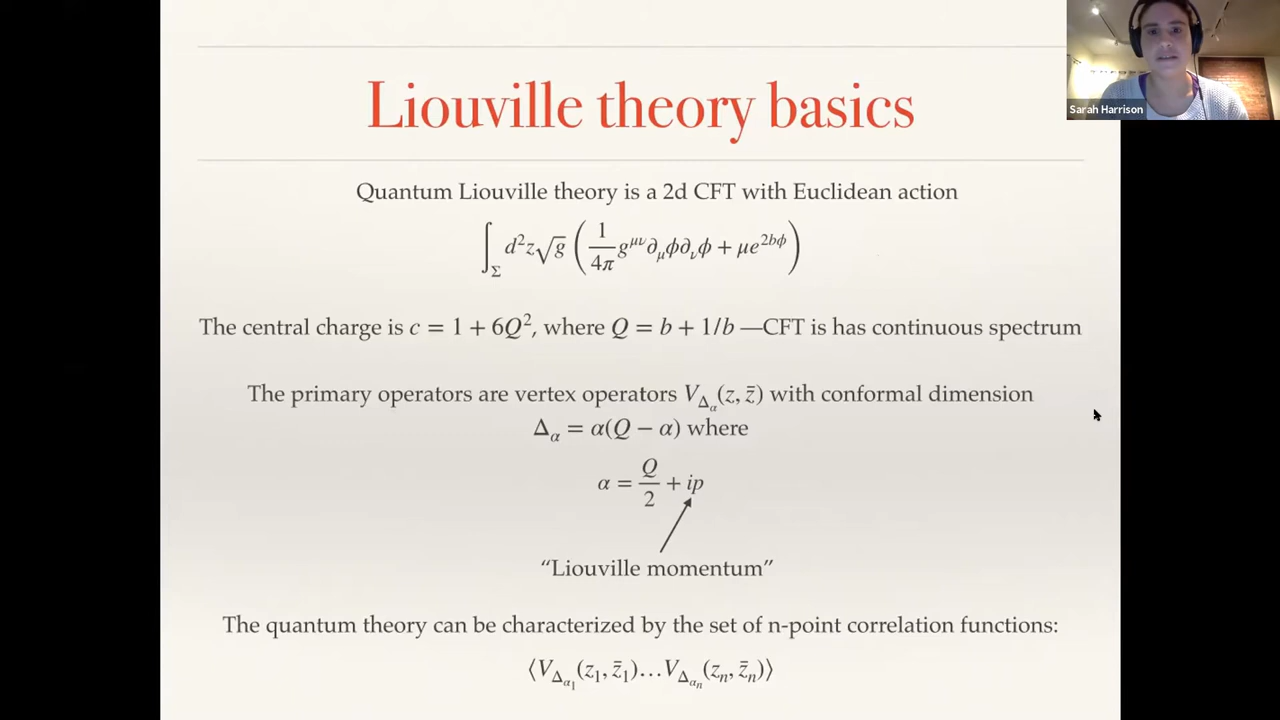 Liouville theory basics
Sarah Harrison
Quantum Liouville theory is a 2d CFT with Euclidean action
∫_Σ d²z√g ( 1/4π g^{μν}∂_μϕ∂_νϕ + μe^{2bϕ} )
The central charge is c = 1 + 6Q², where Q = b + 1/b —CFT is has continuous spectrum
The primary operators are vertex operators V_{Δ_α}(z, z̄) with conformal dimension
Δ_α = α(Q − α) where
α = Q/2 + ip
“Liouville momentum”
The quantum theory can be characterized by the set of n-point correlation functions:
⟨V_{Δ_{α_1}}(z_1, z̄_1)…V_{Δ_{α_n}}(z_n, z̄_n)⟩